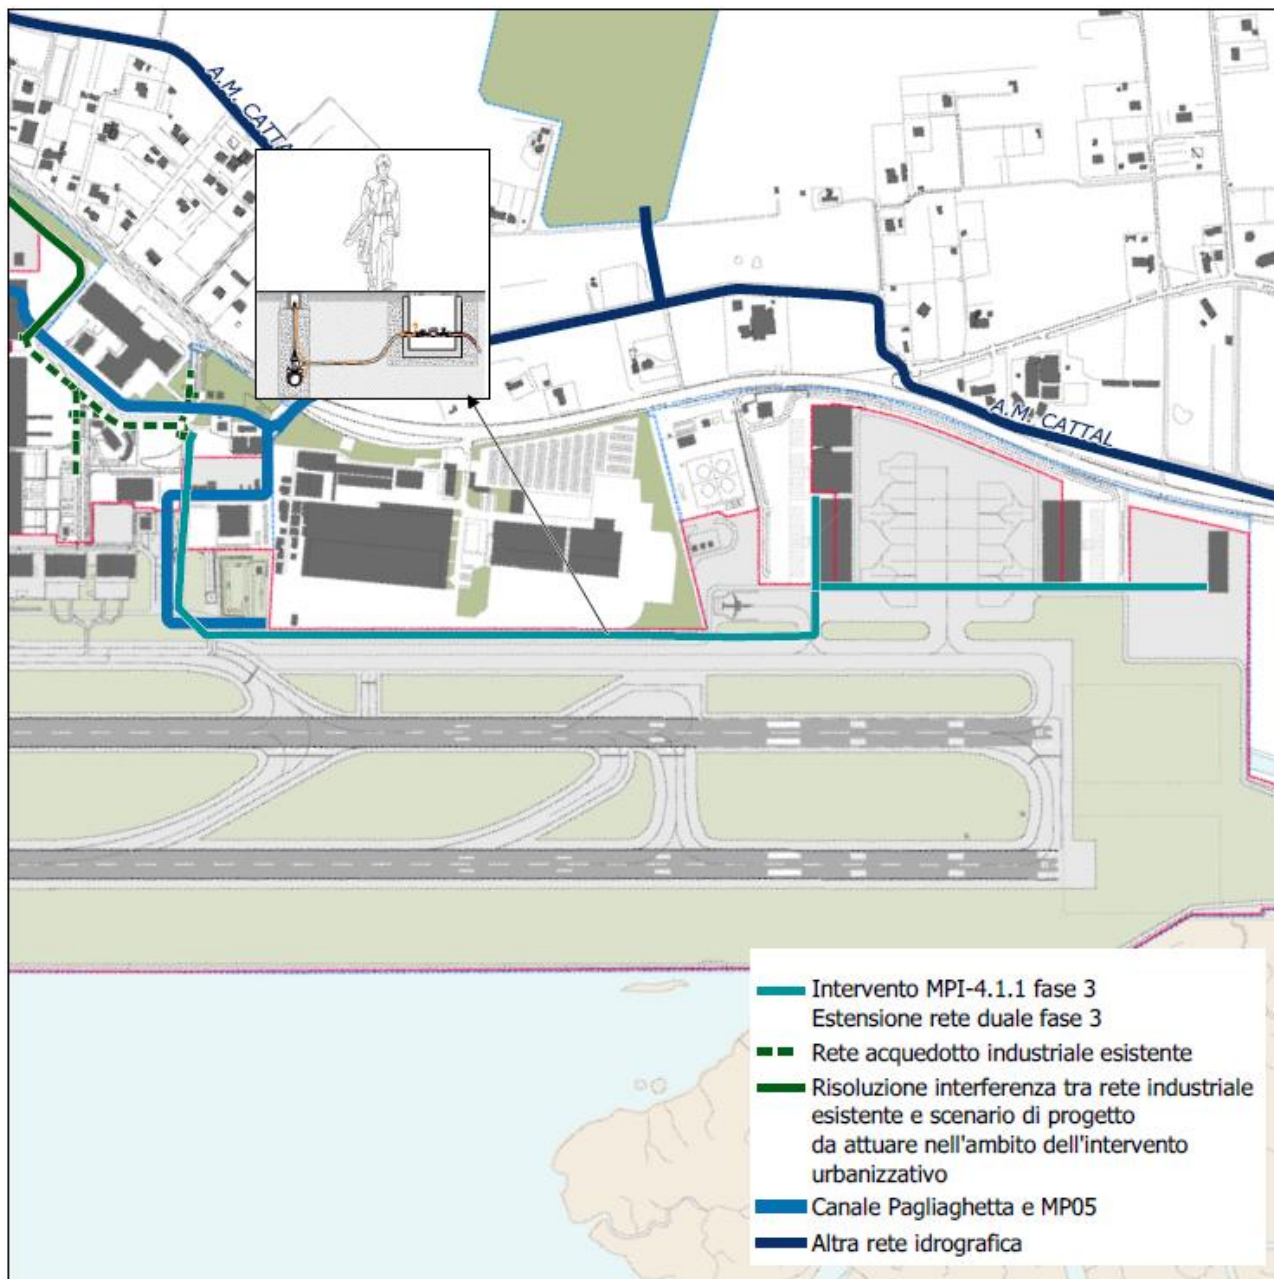 A.M. CATTAL
A.M. CATTAL
Intervento MPI-4.1.1 fase 3
Estensione rete duale fase 3
Rete acquedotto industriale esistente
Risoluzione interferenza tra rete industriale
esistente e scenario di progetto
da attuare nell'ambito dell'intervento
urbanizzativo
Canale Pagliaghetta e MP05
Altra rete idrografica